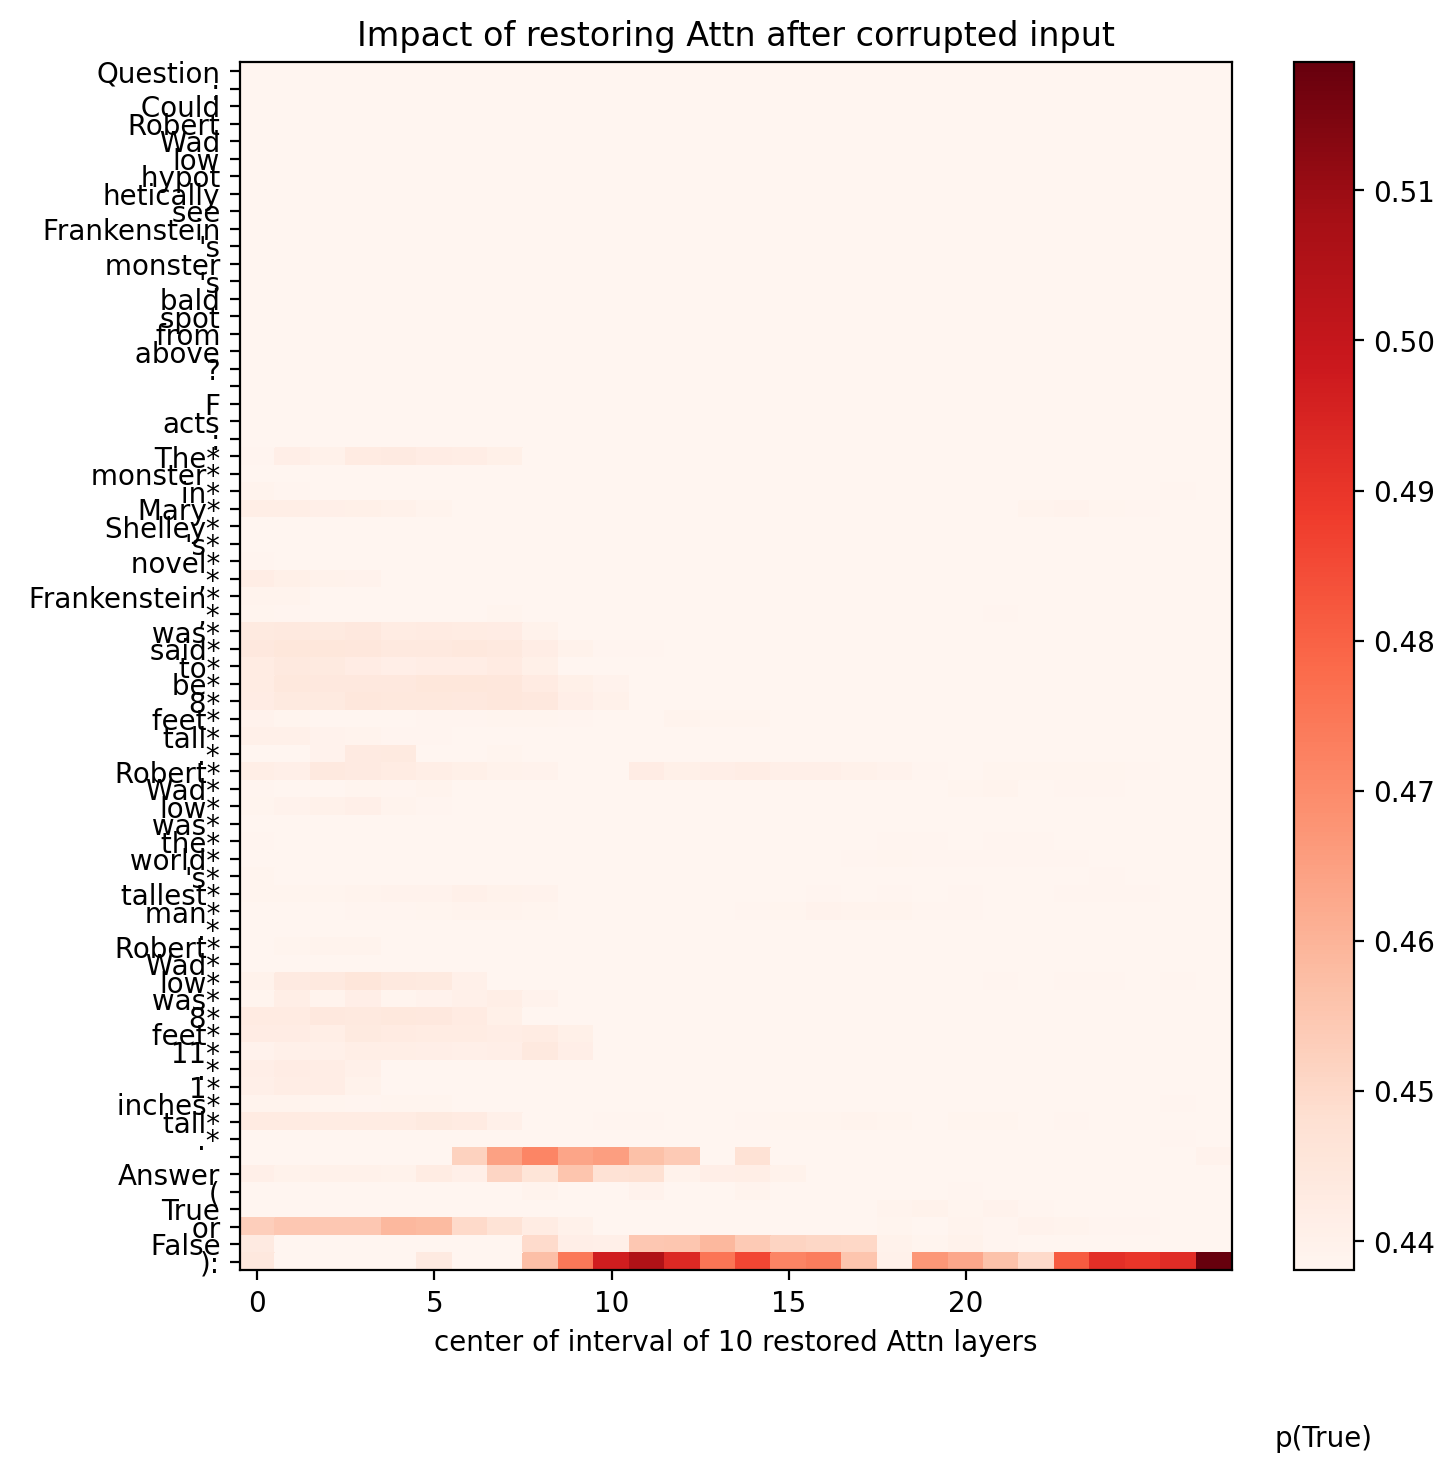 Impact of restoring Attn after corrupted input
Question
:
Could
Robert
Wad
low
hypot
hetically
see
Frankenstein
's
monster
's
bald
spot
from
above
?
F
acts
:
The*
monster*
in*
Mary*
Shelley*
's*
novel*
,*
Frankenstein*
,*
was*
said*
to*
be*
8*
feet*
tall*
.*
Robert*
Wad*
low*
was*
the*
world*
's*
tallest*
man*
.*
Robert*
Wad*
low*
was*
8*
feet*
11*
.*
1*
inches*
tall*
.*
Answer
(
True
or
False
):
0
5
10
15
20
center of interval of 10 restored Attn layers
0.51
0.50
0.49
0.48
0.47
0.46
0.45
0.44
p(True)